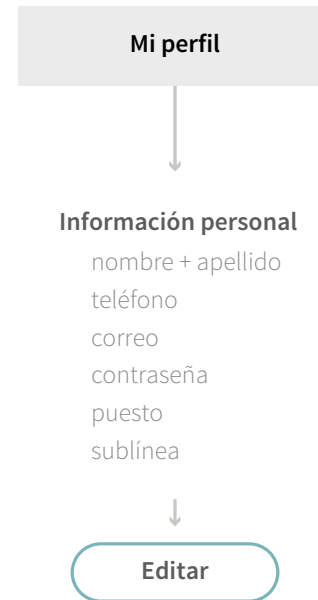 Mi perfil
Información personal
nombre + apellido
teléfono
correo
contraseña
puesto
sublínea
Editar